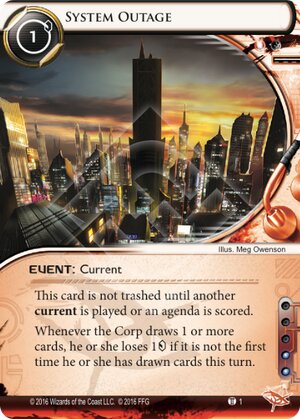 1
SYSTEM OUTAGE
Illus. Meg Owenson
EVENT: Current
This card is not trashed until another
current is played or an agenda is scored.
Whenever the Corp draws 1 or more
cards, he or she loses 1 if it is not the first
time he or she has drawn cards this turn.
© 2016 Wizards of the Coast LLC. © 2016 FFG
1